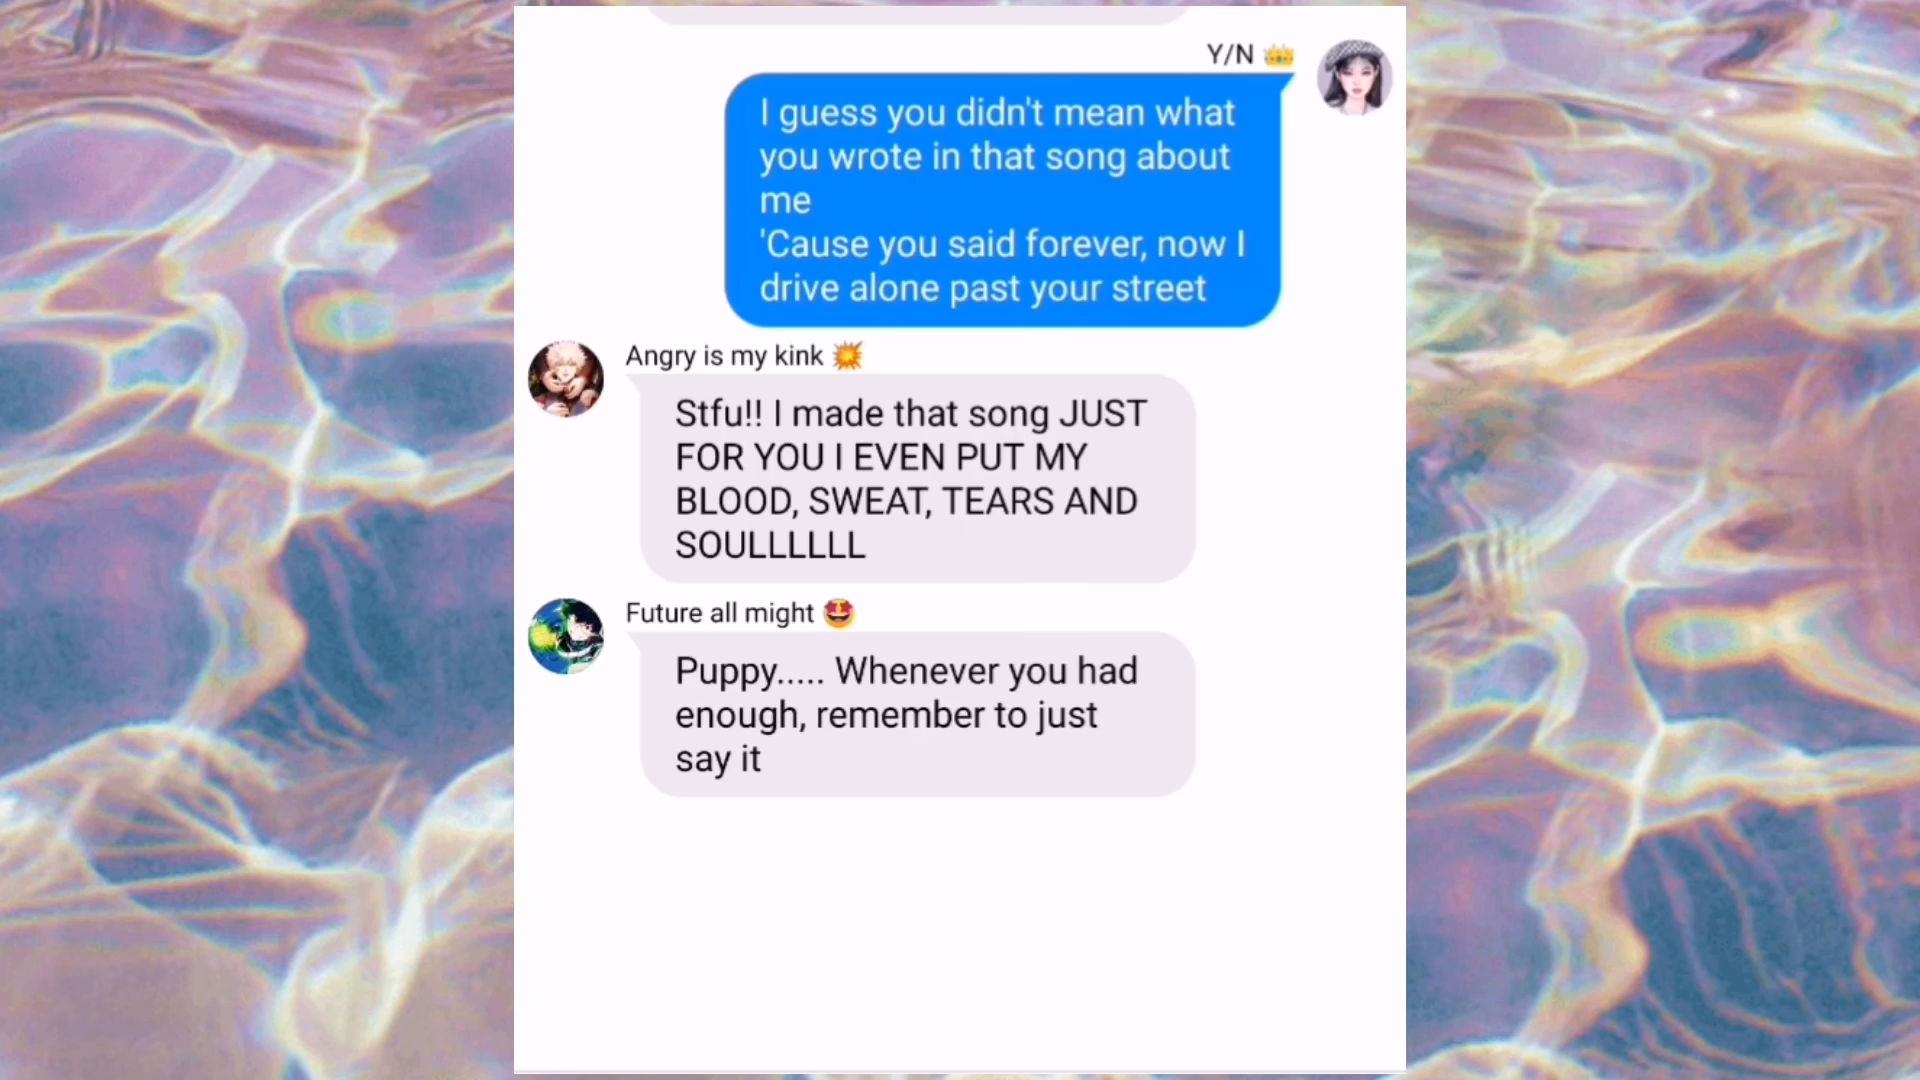 Y/N 👑
I guess you didn't mean what
you wrote in that song about
me
'Cause you said forever, now I
drive alone past your street
Angry is my kink 💥
Stfu!! I made that song JUST
FOR YOU I EVEN PUT MY
BLOOD, SWEAT, TEARS AND
SOULLLLLL
Future all might 🤩
Puppy..... Whenever you had
enough, remember to just
say it